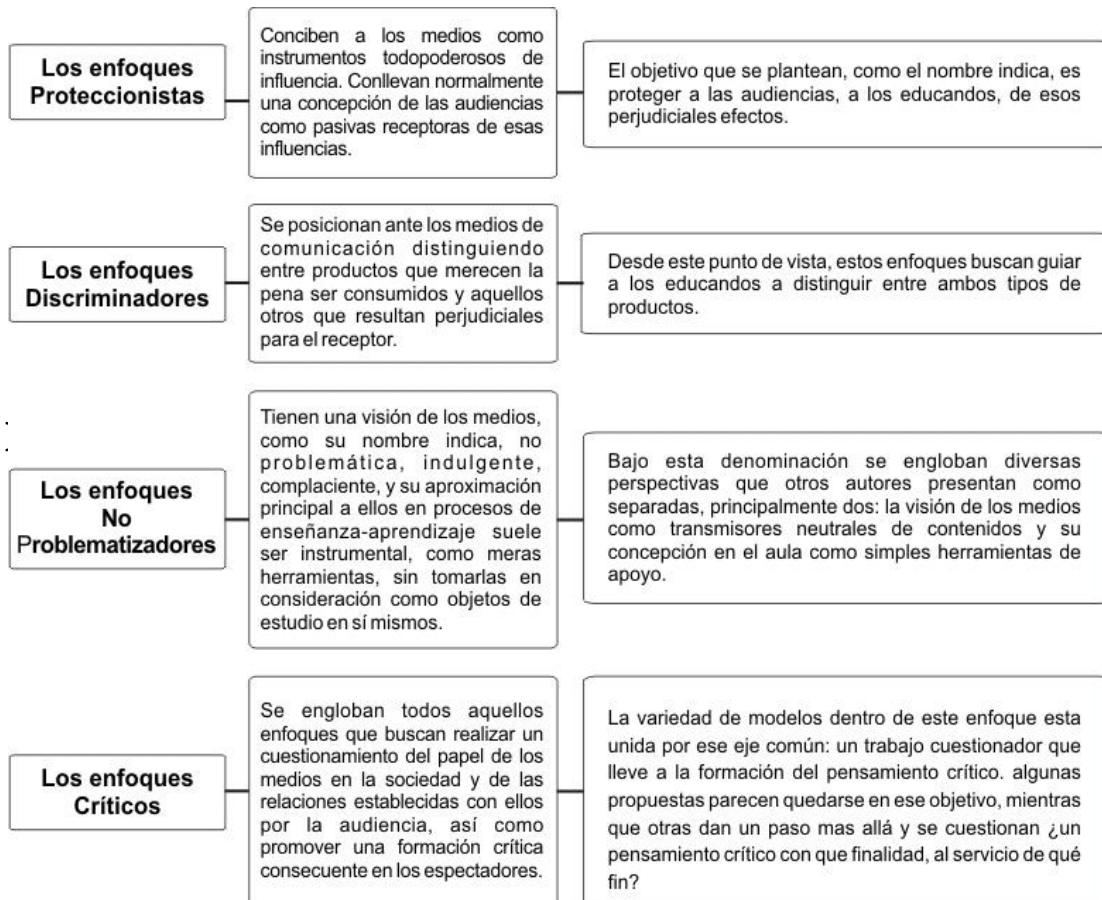 Los enfoques
Proteccionistas
Conciben a los medios como
instrumentos todopoderosos de
influencia. Conllevan normalmente
una concepción de las audiencias
como pasivas receptoras de esas
influencias.
El objetivo que se plantean, como el nombre indica, es
proteger a las audiencias, a los educandos, de esos
perjudiciales efectos.
Los enfoques
Discriminadores
Se posicionan ante los medios de
comunicación distinguiendo
entre productos que merecen la
pena ser consumidos y aquellos
otros que resultan perjudiciales
para el receptor.
Desde este punto de vista, estos enfoques buscan guiar
a los educandos a distinguir entre ambos tipos de
productos.
Los enfoques
No
Problematizadores
Tienen una visión de los medios,
como su nombre indica, no
problemática, indulgente,
complaciente, y su aproximación
principal a ellos en procesos de
enseñanza-aprendizaje suele
ser instrumental, como meras
herramientas, sin tomarlas en
consideración como objetos de
estudio en sí mismos.
Bajo esta denominación se engloban diversas
perspectivas que otros autores presentan como
separadas, principalmente dos: la visión de los medios
como transmisores neutrales de contenidos y su
concepción en el aula como simples herramientas de
apoyo.
Los enfoques
Críticos
Se engloban todos aquellos
enfoques que buscan realizar un
cuestionamiento del papel de los
medios en la sociedad y de las
relaciones establecidas con ellos
por la audiencia, así como
promover una formación crítica
consecuente en los espectadores.
La variedad de modelos dentro de este enfoque esta
unida por ese eje común: un trabajo cuestionador que
lleve a la formación del pensamiento crítico. algunas
propuestas parecen quedarse en ese objetivo, mientras
que otras dan un paso mas allá y se cuestionan ¿un
pensamiento crítico con que finalidad, al servicio de qué
fin?